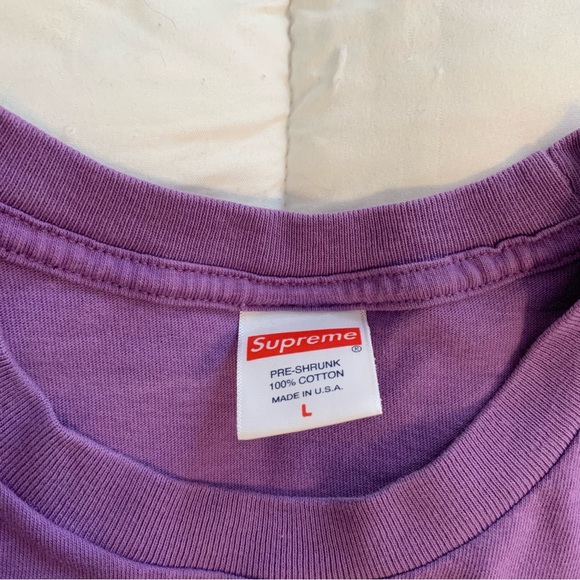 Supreme
®
PRE-SHRUNK
100% COTTON
MADE IN U.S.A.
L